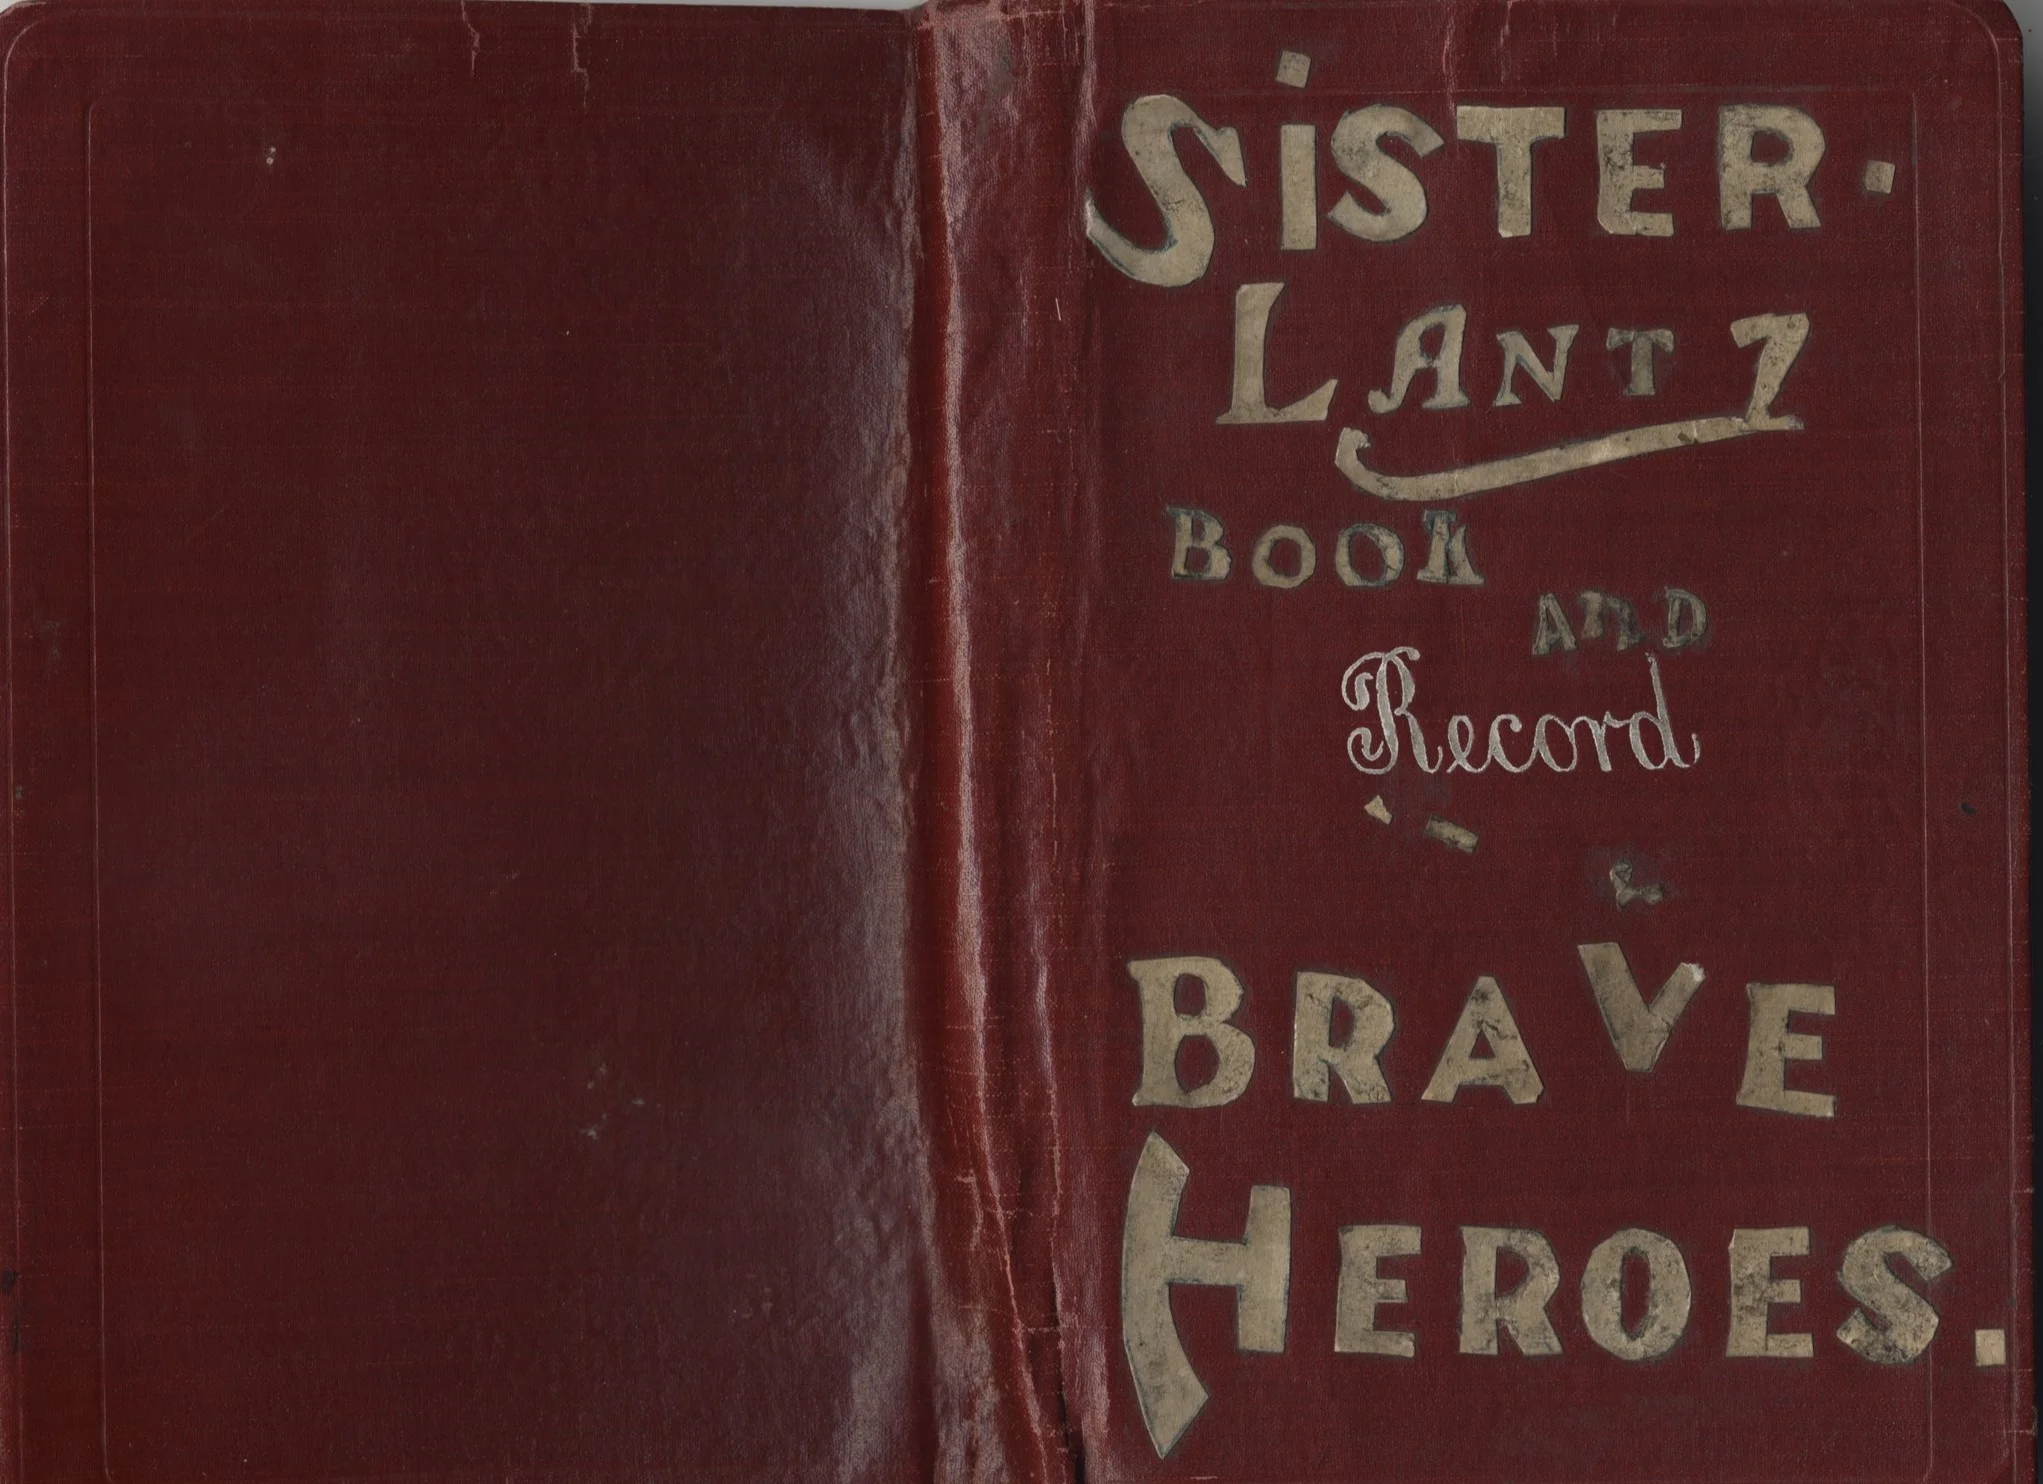 SiSTER.
LANTZ
BOOK
AnD
Record
BRAVE
HEROES.